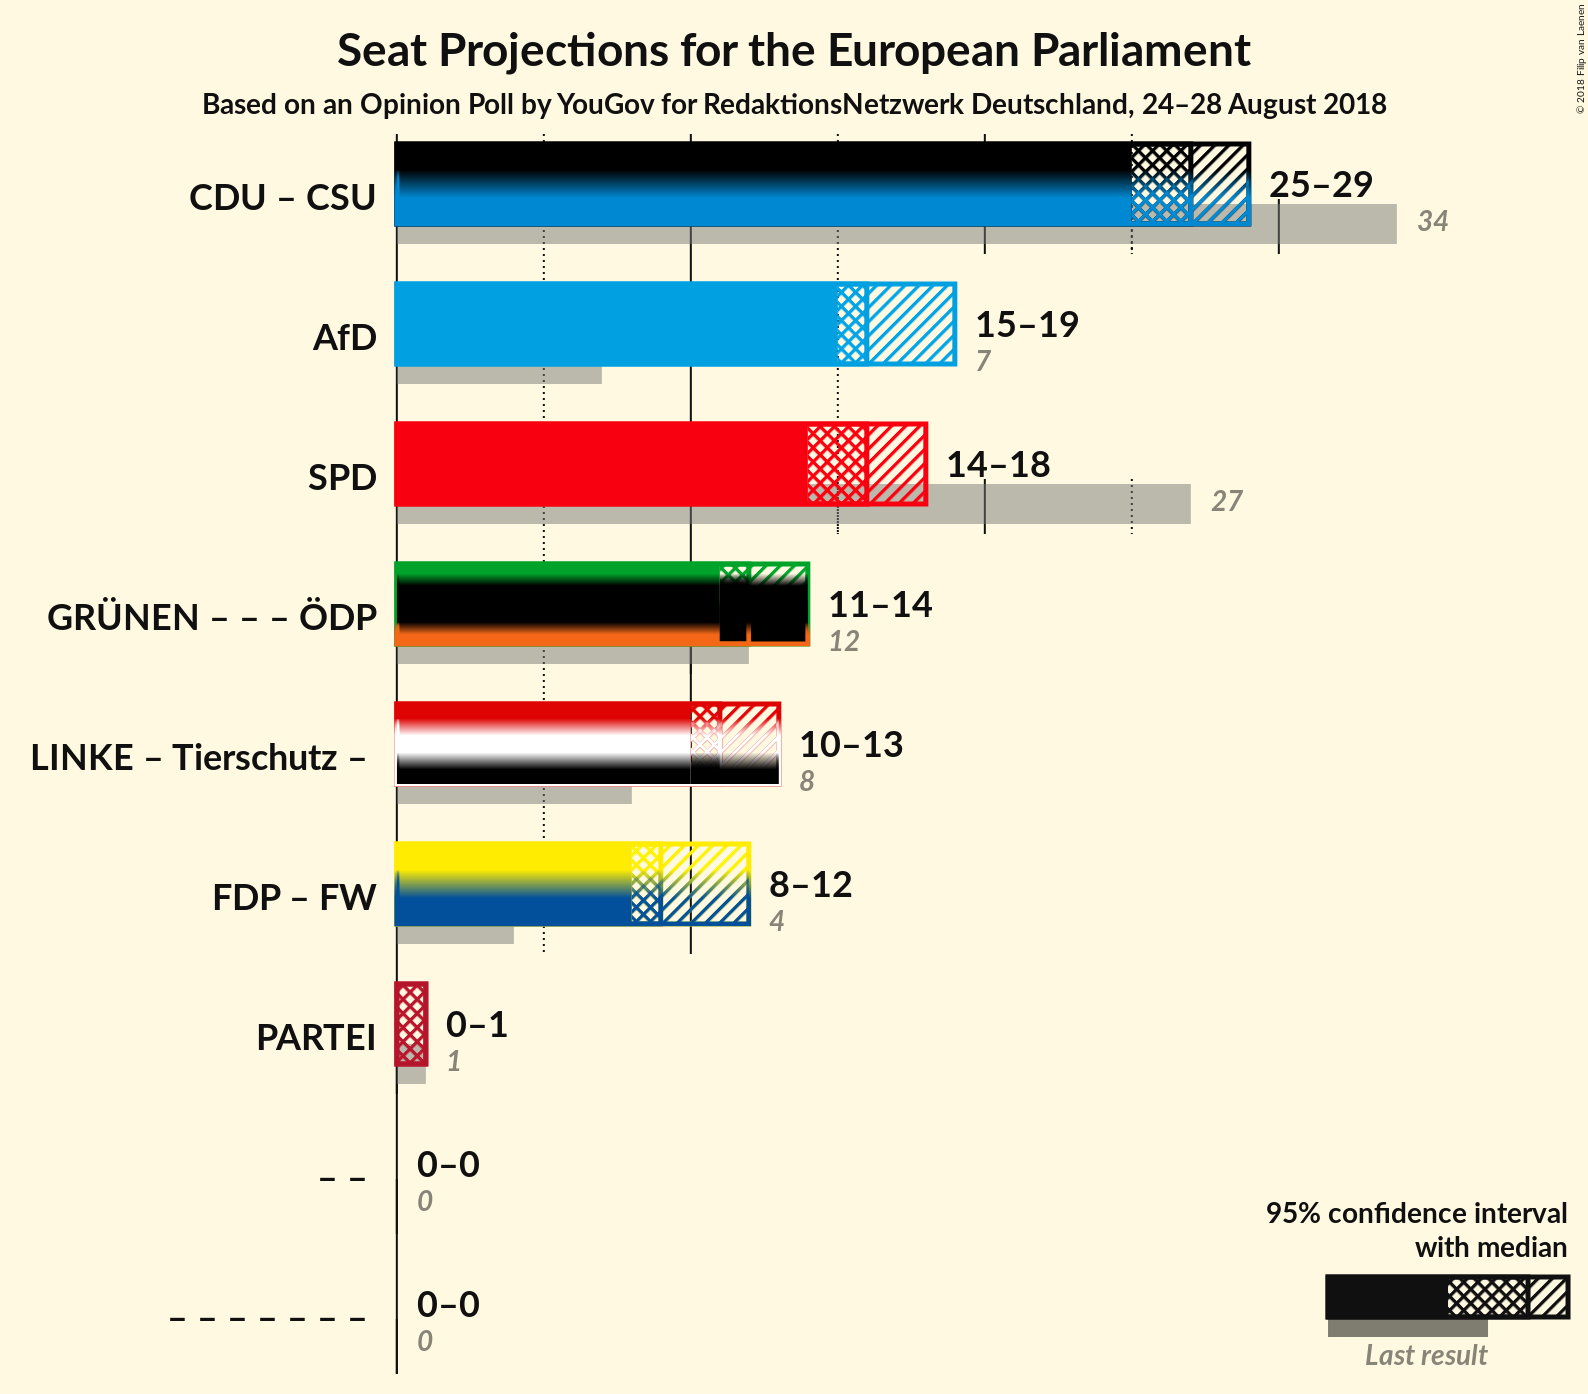 Seat Projections for the European Parliament
Based on an Opinion Poll by YouGov for RedaktionsNetzwerk Deutschland, 24–28 August 2018
© 2018 Filip van Laenen
CDU – CSU
25–29
34
AfD
15–19
7
SPD
14–18
27
GRÜNEN – – – ÖDP
11–14
12
LINKE – Tierschutz –
10–13
8
FDP – FW
8–12
4
PARTEI
0–1
1
– –
0–0
0
– – – – – – –
0–0
0
95% confidence interval
with median
Last result